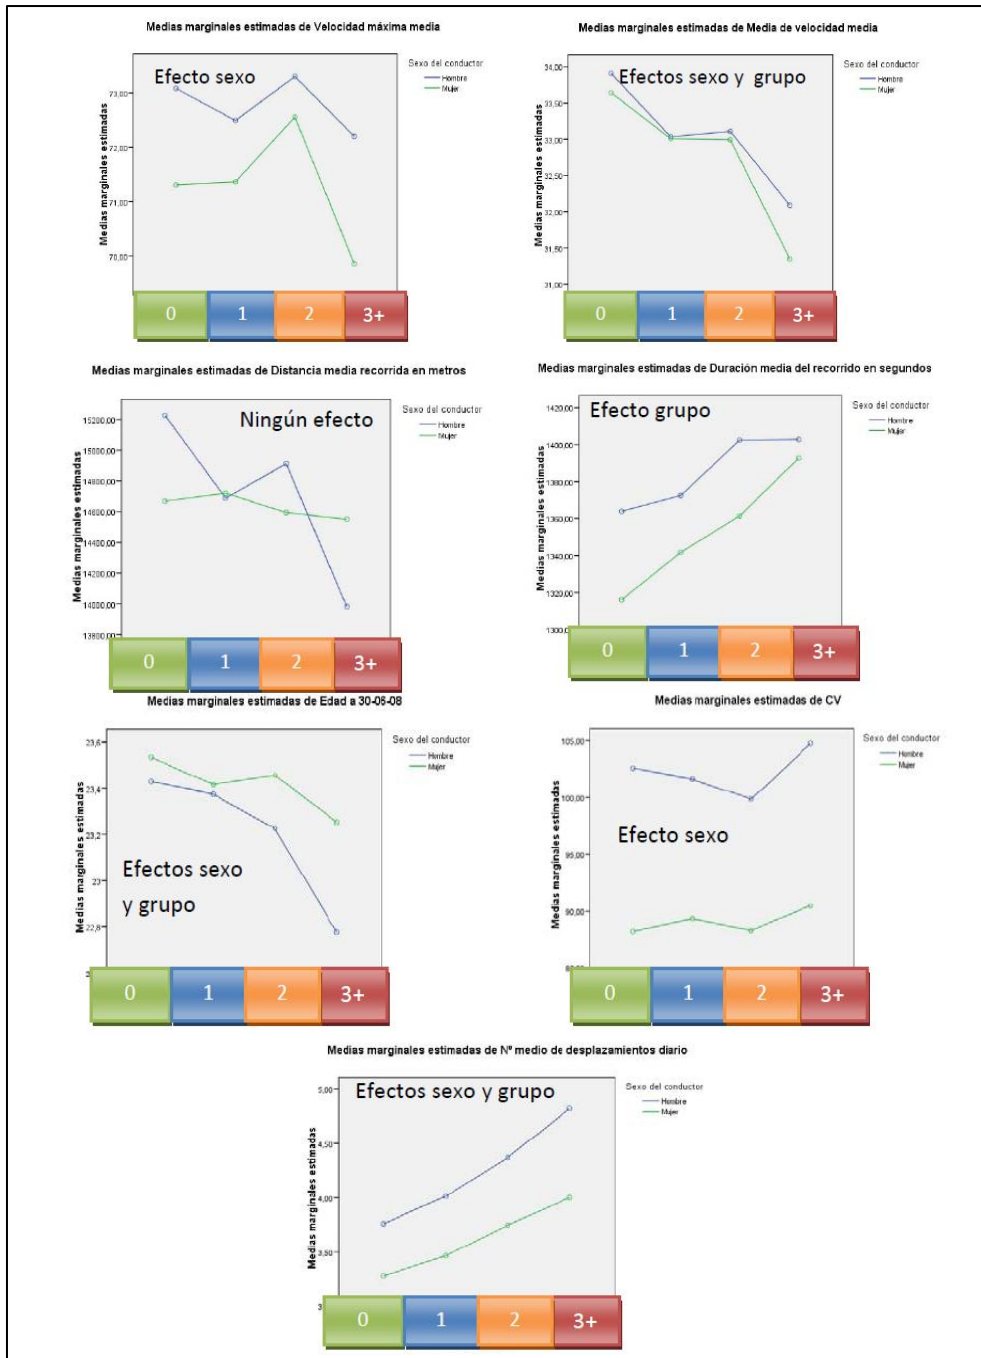 Medias marginales estimadas de Velocidad máxima media
Efecto sexo
Sexo del conductor
Hombre
Mujer
Medias marginales estimadas
73,00
72,00
71,00
70,00
0 1 2 3+
Medias marginales estimadas de Media de velocidad media
Efectos sexo y grupo
Sexo del conductor
Hombre
Mujer
Medias marginales estimadas
34,00
33,50
33,00
32,50
32,00
31,50
31,00
0 1 2 3+
Medias marginales estimadas de Distancia media recorrida en metros
Ningún efecto
Sexo del conductor
Hombre
Mujer
Medias marginales estimadas
15200,00
15000,00
14800,00
14600,00
14400,00
14200,00
14000,00
13800,00
0 1 2 3+
Medias marginales estimadas de Duración media del recorrido en segundos
Efecto grupo
Sexo del conductor
Hombre
Mujer
Medias marginales estimadas
1420,00
1400,00
1380,00
1360,00
1340,00
1320,00
1300,00
0 1 2 3+
Medias marginales estimadas de Edad a 30-06-08
Efectos sexo
y grupo
Sexo del conductor
Hombre
Mujer
Medias marginales estimadas
23,6
23,4
23,2
23
22,8
0 1 2 3+
Medias marginales estimadas de CV
Efecto sexo
Sexo del conductor
Hombre
Mujer
Medias marginales estimadas
105,00
100,00
95,00
90,00
0 1 2 3+
Medias marginales estimadas de Nº medio de desplazamientos diario
Efectos sexo y grupo
Sexo del conductor
Hombre
Mujer
Medias marginales estimadas
5,00
4,50
4,00
3,50
0 1 2 3+